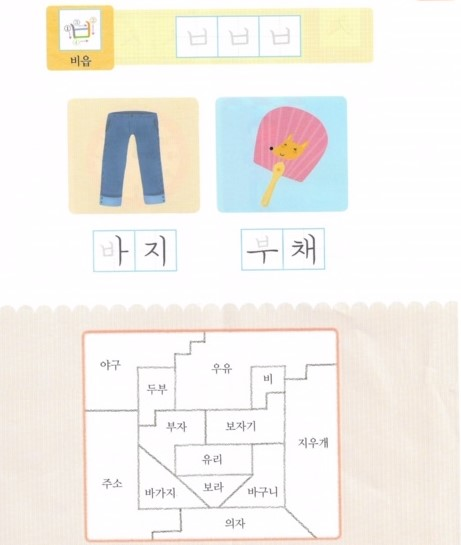 비읍
ㅂ ㅂ ㅂ
바지 부채
야구 우유
두부 비
부자 보자기
지우개
유리
주소 바가지 보라 바구니
의자